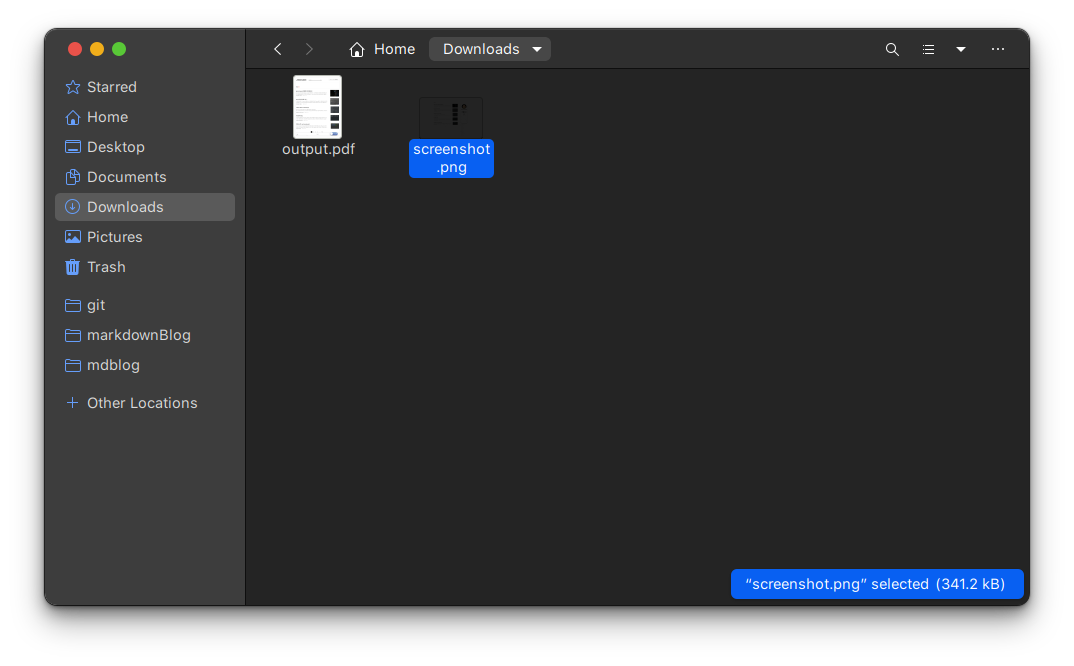 Home
Downloads
Starred
Home
Desktop
Documents
Downloads
Pictures
Trash
git
markdownBlog
mdblog
Other Locations
output.pdf
screenshot
.png
“screenshot.png” selected (341.2 kB)